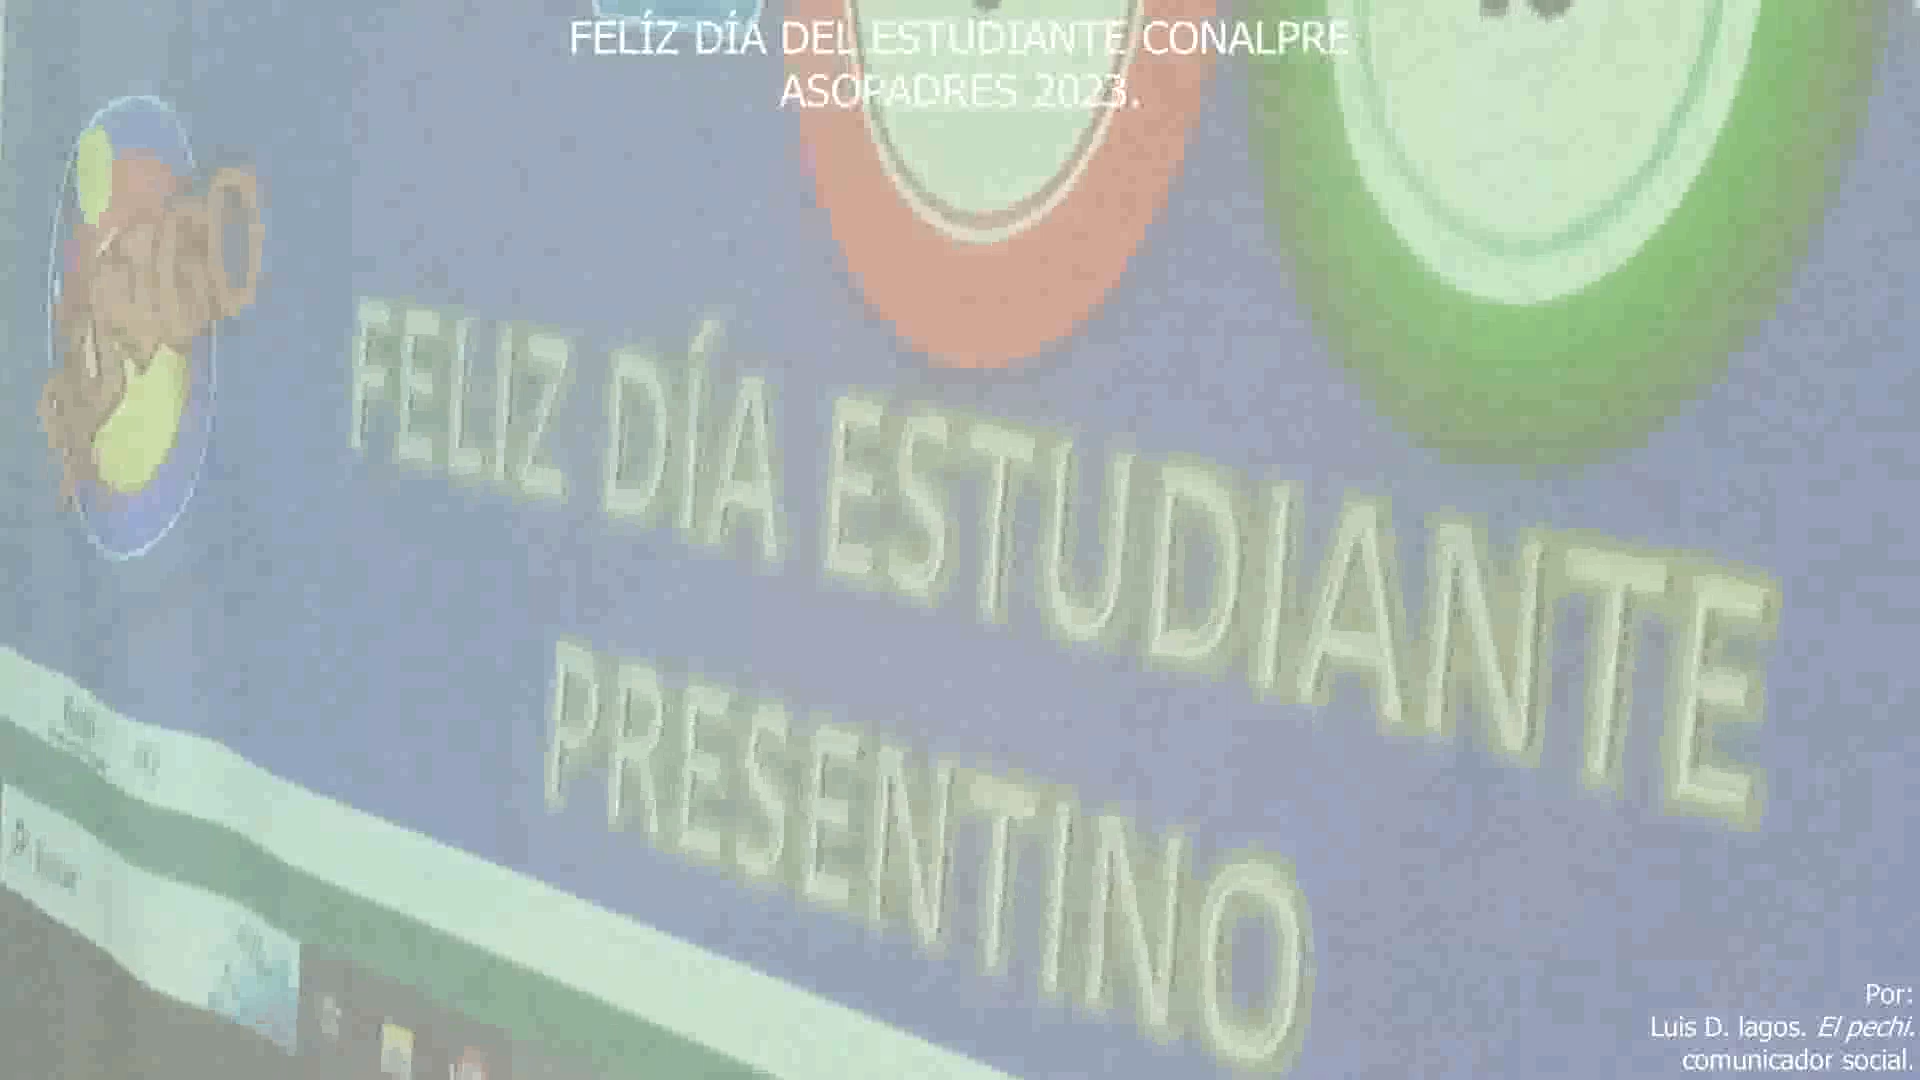 FELÍZ DÍA DEL ESTUDIANTE CONALPRE
ASOPADRES 2023.
FELIZ DÍA ESTUDIANTE
PRESENTINO
Por:
Luis D. lagos. El pechi.
comunicador social.